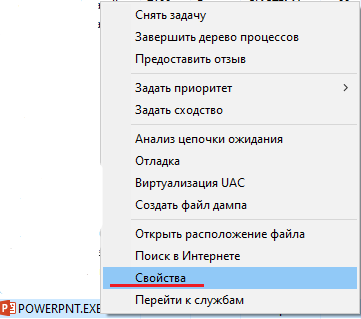 Снять задачу
Завершить дерево процессов
Предоставить отзыв
Задать приоритет
Задать сходство
Анализ цепочки ожидания
Отладка
Виртуализация UAC
Создать файл дампа
Открыть расположение файла
Поиск в Интернете
Свойства
Перейти к службам
POWERPNT.EXE